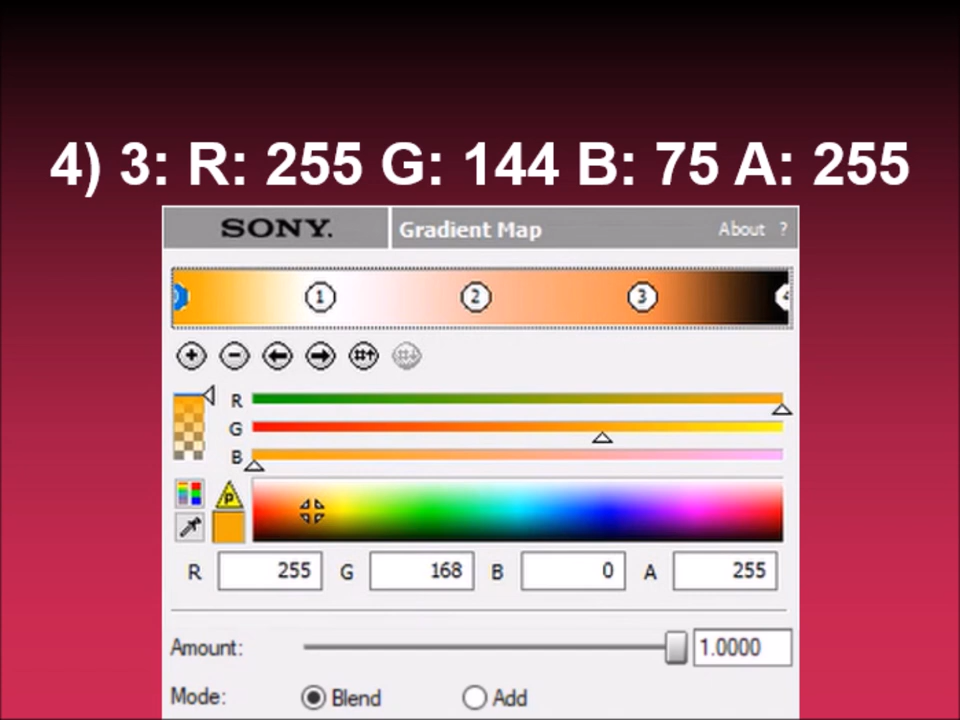 4) 3: R: 255 G: 144 B: 75 A: 255
SONY. Gradient Map About ?
1 2 3
R
G
B
P
R 255 G 168 B 0 A 255
Amount: 1.0000
Mode: Blend Add